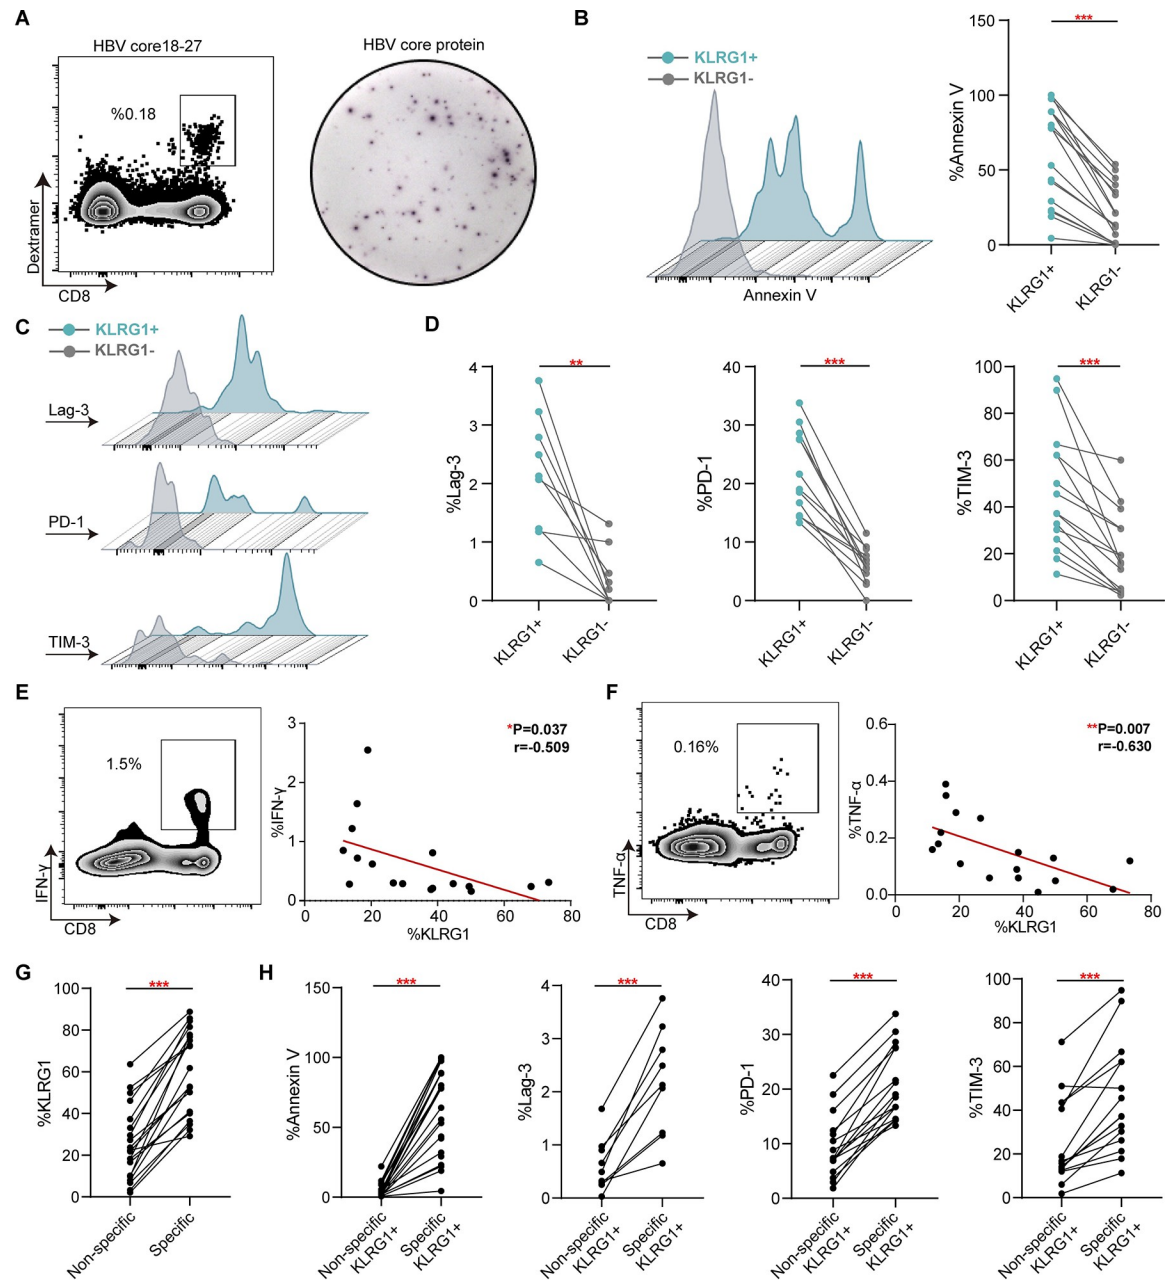 A
HBV core18-27
%0.18
Dextramer
CD8
HBV core protein
B
KLRG1+
KLRG1-
Annexin V
%Annexin V
150
100
50
0
***
KLRG1+
KLRG1-
C
KLRG1+
KLRG1-
Lag-3
PD-1
TIM-3
D
%Lag-3
4
3
2
1
0
**
KLRG1+
KLRG1-
%PD-1
40
30
20
10
0
***
KLRG1+
KLRG1-
%TIM-3
100
80
60
40
20
0
***
KLRG1+
KLRG1-
E
1.5%
IFN-γ
CD8
%IFN-γ
3
2
1
0
*P=0.037
r=-0.509
0 20 40 60 80
%KLRG1
F
0.16%
TNF-α
CD8
%TNF-α
0.6
0.4
0.2
0.0
**P=0.007
r=-0.630
0 20 40 60 80
%KLRG1
G
%KLRG1
100
80
60
40
20
0
***
Non-specific
Specific
H
%Annexin V
150
100
50
0
***
Non-specific
KLRG1+
Specific
KLRG1+
%Lag-3
4
3
2
1
0
***
Non-specific
KLRG1+
Specific
KLRG1+
%PD-1
40
30
20
10
0
***
Non-specific
KLRG1+
Specific
KLRG1+
%TIM-3
100
80
60
40
20
0
***
Non-specific
KLRG1+
Specific
KLRG1+